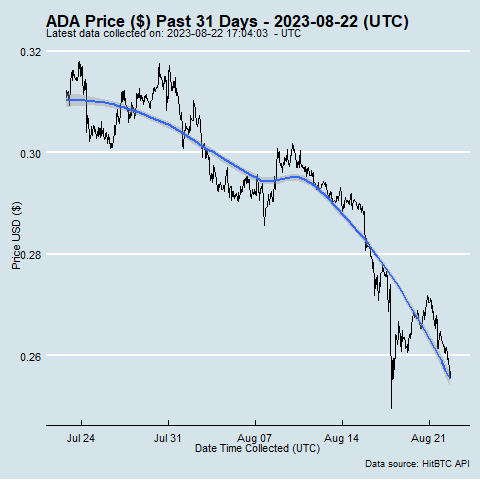 ADA Price ($) Past 31 Days - 2023-08-22 (UTC)
Latest data collected on: 2023-08-22 17:04:03 - UTC
0.32
0.30
0.28
0.26
Price USD ($)
Jul 24 Jul 31 Aug 07 Aug 14 Aug 21
Date Time Collected (UTC)
Data source: HitBTC API